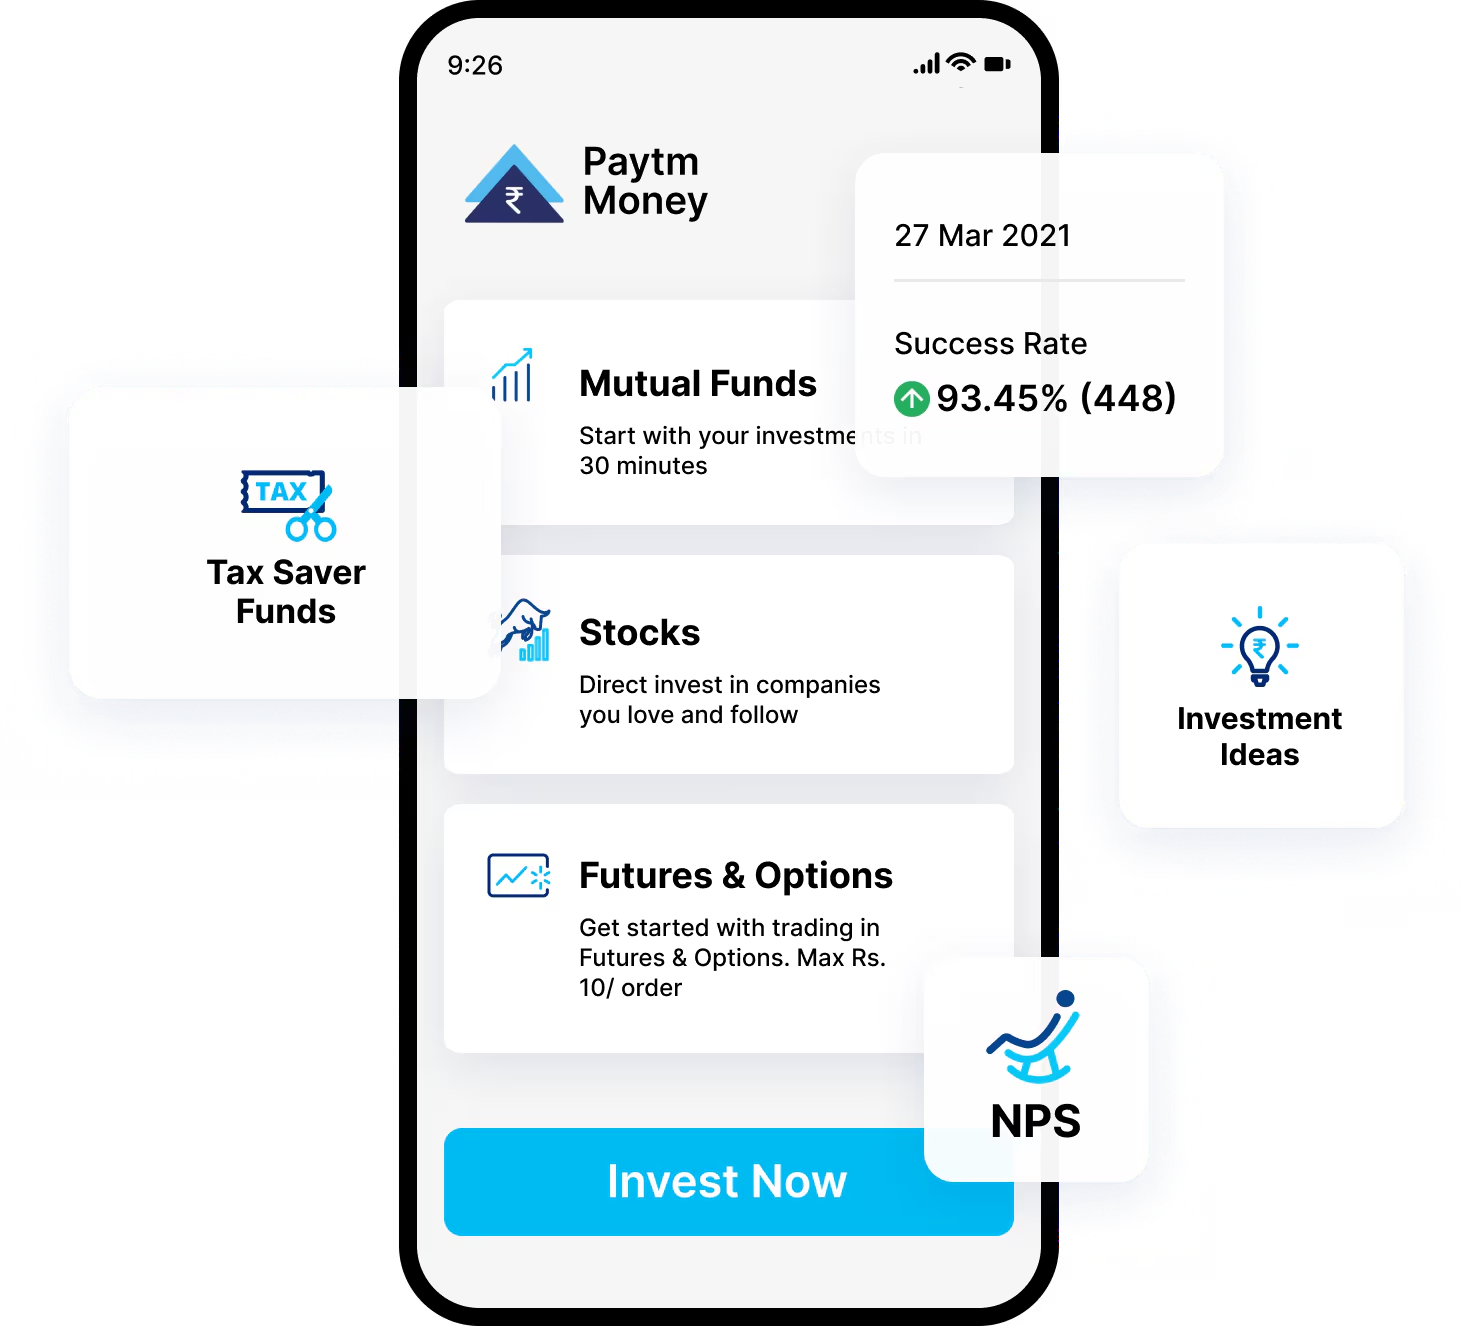 9:26
Paytm
Money
27 Mar 2021
Success Rate
93.45% (448)
Mutual Funds
Start with your investments in
30 minutes
TAX
Tax Saver
Funds
Stocks
Direct invest in companies
you love and follow
₹
Investment
Ideas
Futures & Options
Get started with trading in
Futures & Options. Max Rs.
10/ order
NPS
Invest Now